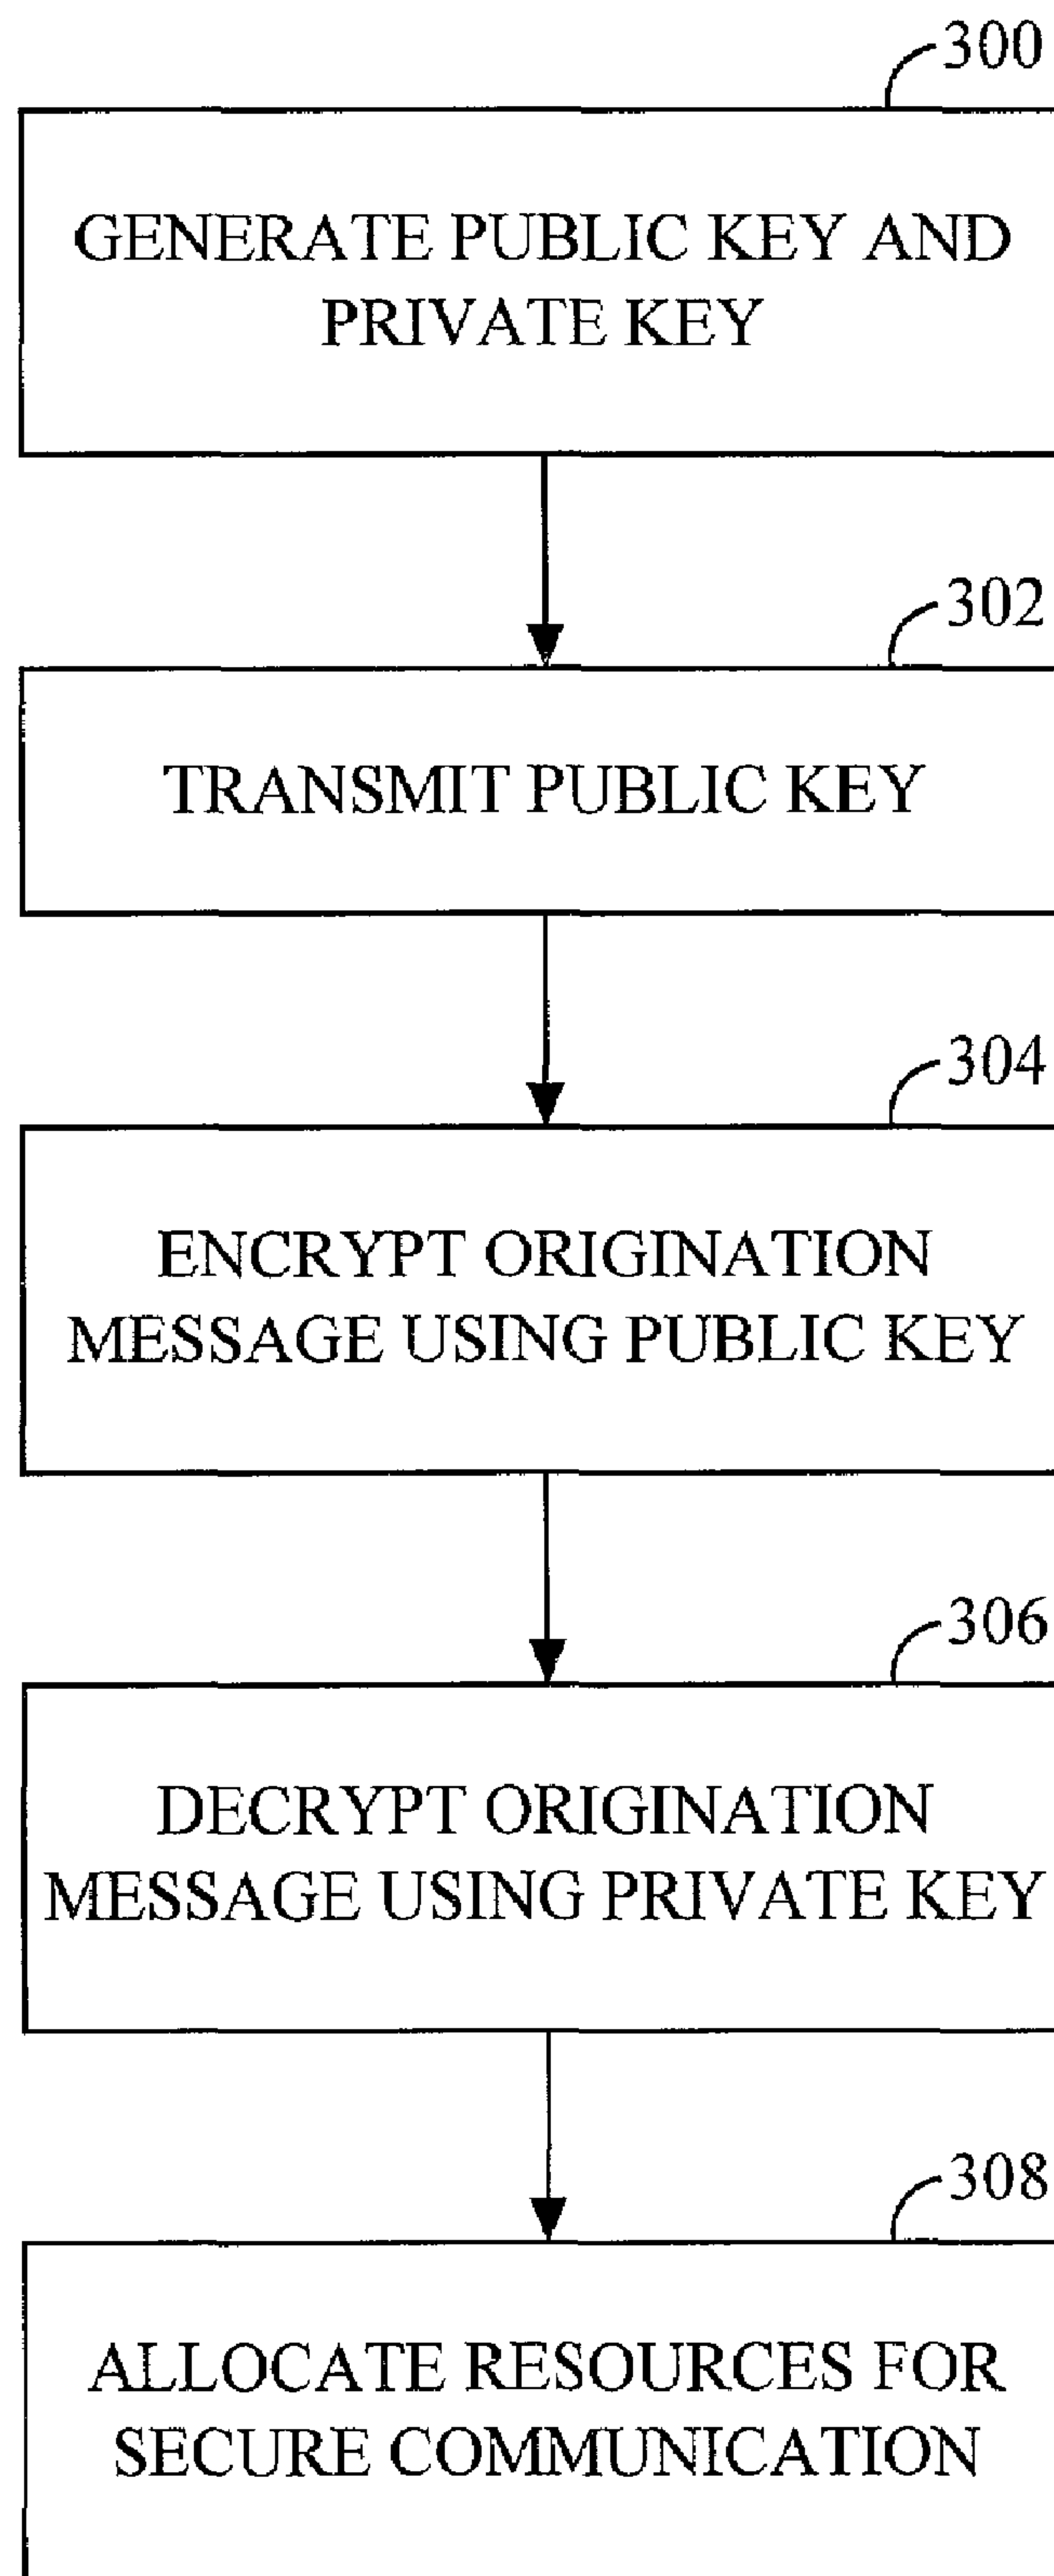 300
GENERATE PUBLIC KEY AND
PRIVATE KEY
302
TRANSMIT PUBLIC KEY
304
ENCRYPT ORIGINATION
MESSAGE USING PUBLIC KEY
306
DECRYPT ORIGINATION
MESSAGE USING PRIVATE KEY
308
ALLOCATE RESOURCES FOR
SECURE COMMUNICATION